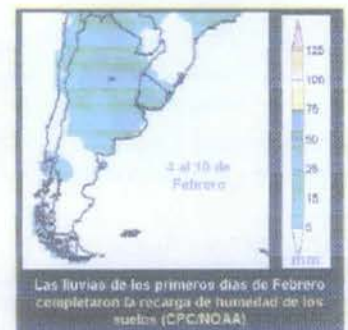 125
100
75
50
25
15
5
mm
4 al 10 de
Febrero
Las lluvias de los primeros días de Febrero
completaron la recarga de humedad de los
suelos (CPC/NOAA)